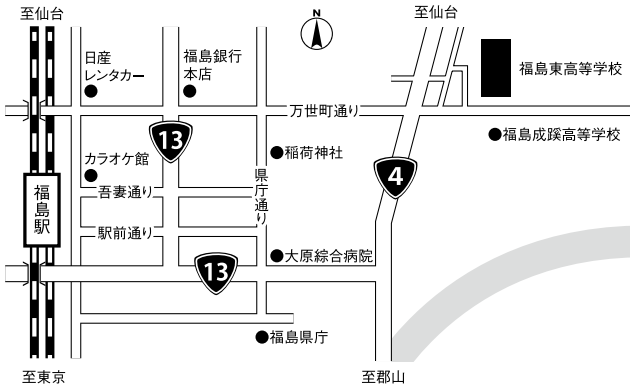 至仙台
至仙台
N
日産
レンタカー
福島銀行
本店
福島東高等学校
万世町通り
13
福島成蹊高等学校
稲荷神社
カラオケ館
4
吾妻通り
県庁通り
福島駅
駅前通り
大原綜合病院
13
福島県庁
至東京
至郡山